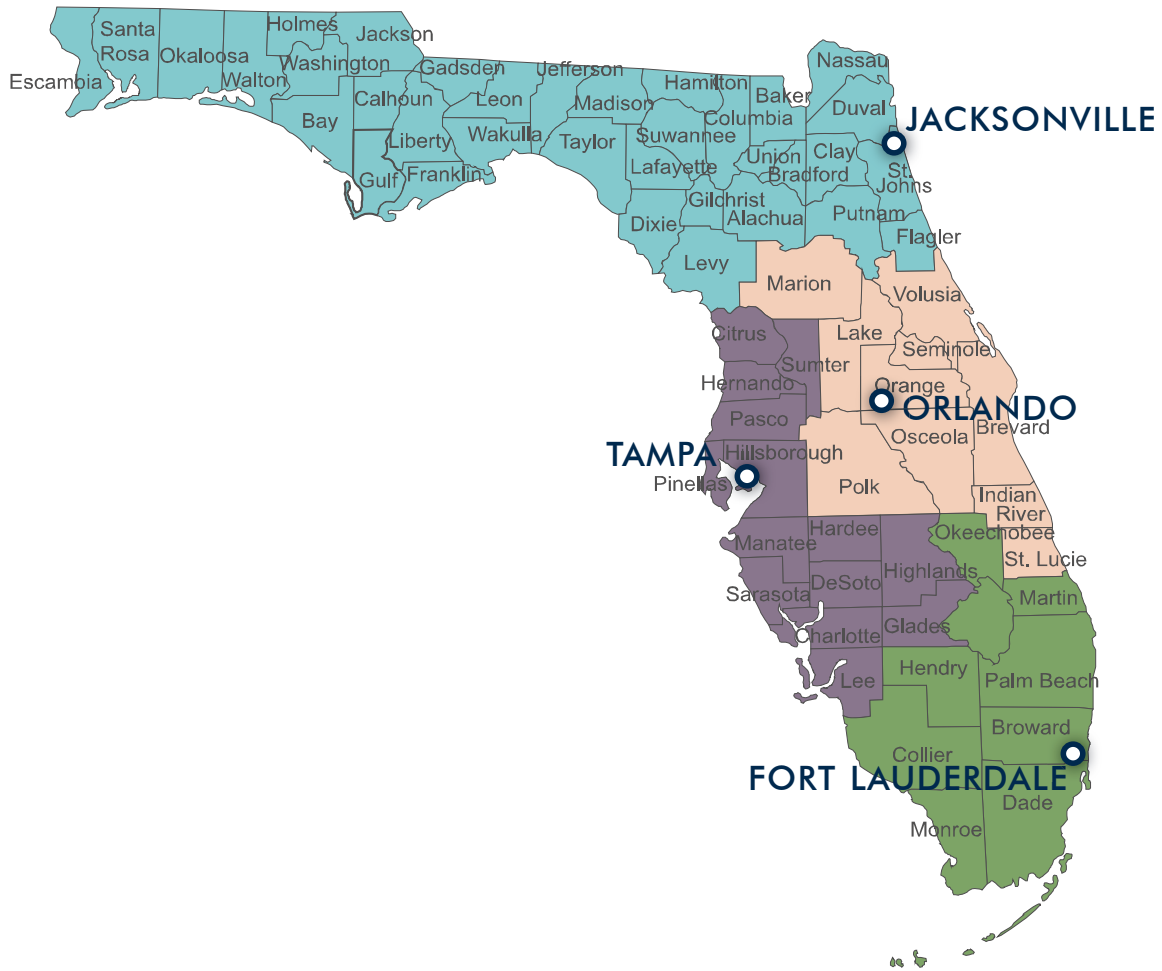 Holmes
Santa
Rosa
Jackson
Okaloosa
Washington
Escambia
Walton
Gadsden
Jefferson
Hamilton
Nassau
Calhoun
Leon
Madison
Baker
Duval
Bay
Columbia
JACKSONVILLE
Liberty
Wakulla
Taylor
Suwannee
Union
Clay
Gulf
Franklin
Lafayette
Bradford
St.
Johns
Gilchrist
Dixie
Alachua
Putnam
Flagler
Levy
Marion
Volusia
Citrus
Lake
Seminole
Sumter
Hernando
Orange
ORLANDO
Pasco
Brevard
Osceola
TAMPA
Hillsborough
Pinellas
Polk
Indian
River
Hardee
Okeechobee
Manatee
St. Lucie
DeSoto
Highlands
Sarasota
Martin
Charlotte
Glades
Hendry
Lee
Palm Beach
Broward
Collier
FORT LAUDERDALE
Dade
Monroe